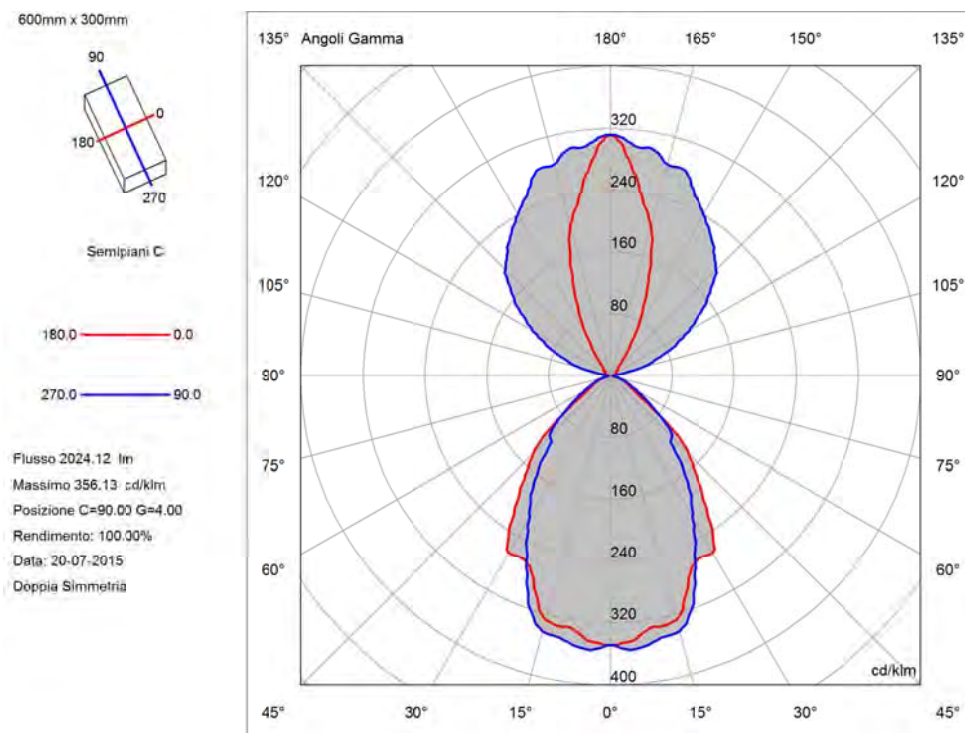 600mm x 300mm
90
0
180
270
Semipiani C
180.0 0.0
270.0 90.0
Flusso 2024.12 lm
Massimo 356.13 cd/klm
Posizione C=90.00 G=4.00
Rendimento: 100.00%
Data: 20-07-2015
Doppia Simmetria
135° Angoli Gamma 180° 165° 150° 135°
320
120° 240 120°
160
105° 105°
80
80° 90°
80
75° 75°
160
240
60° 60°
320
400 cd/klm
45° 30° 15° 0° 15° 30° 45°